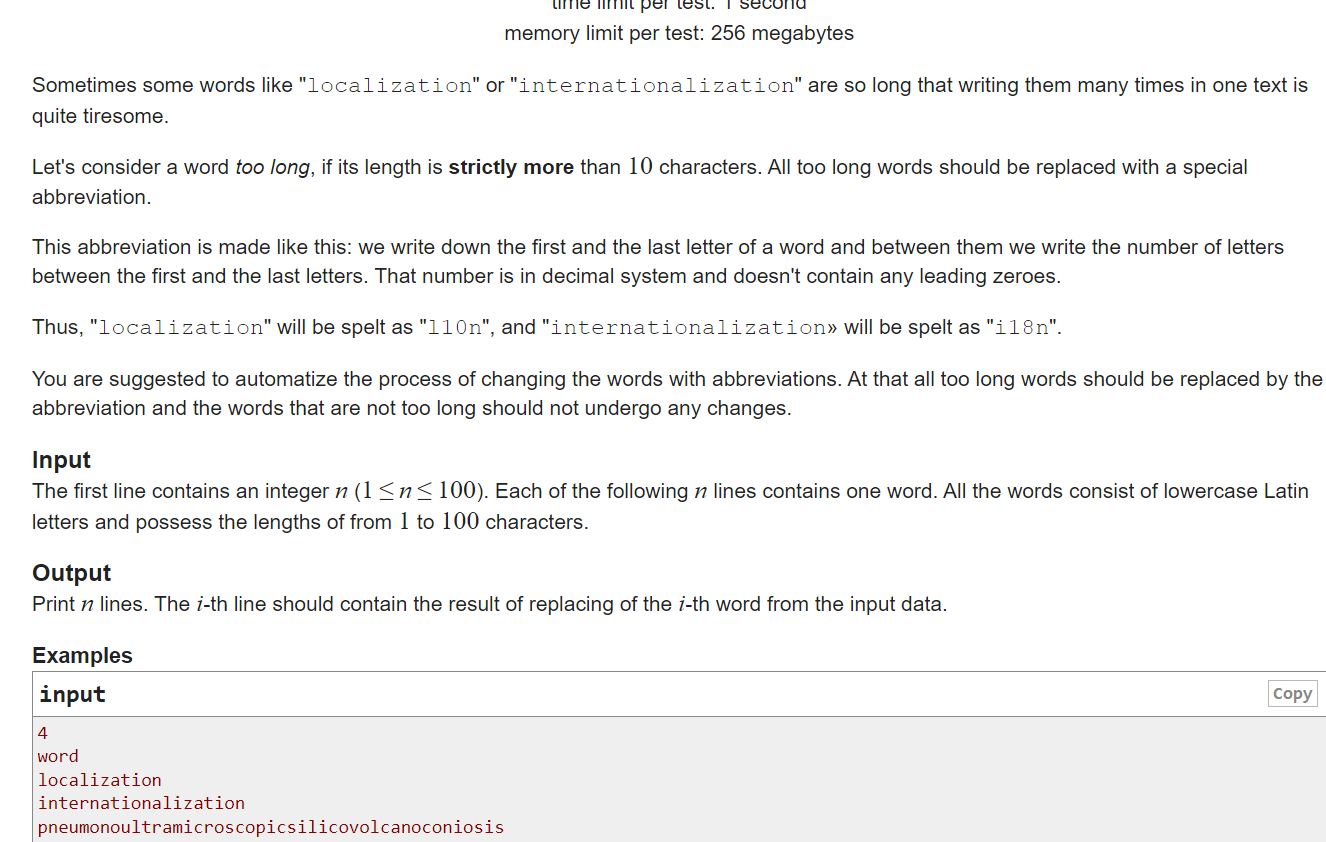 time limit per test: 1 second
memory limit per test: 256 megabytes
Sometimes some words like "localization" or "internationalization" are so long that writing them many times in one text is
quite tiresome.
Let's consider a word too long, if its length is strictly more than 10 characters. All too long words should be replaced with a special
abbreviation.
This abbreviation is made like this: we write down the first and the last letter of a word and between them we write the number of letters
between the first and the last letters. That number is in decimal system and doesn't contain any leading zeroes.
Thus, "localization" will be spelt as "l10n", and "internationalization» will be spelt as "i18n".
You are suggested to automatize the process of changing the words with abbreviations. At that all too long words should be replaced by the
abbreviation and the words that are not too long should not undergo any changes.
Input
The first line contains an integer n (1 ≤ n ≤ 100). Each of the following n lines contains one word. All the words consist of lowercase Latin
letters and possess the lengths of from 1 to 100 characters.
Output
Print n lines. The i-th line should contain the result of replacing of the i-th word from the input data.
Examples
input Copy
4
word
localization
internationalization
pneumonoultramicroscopicsilicovolcanoconiosis